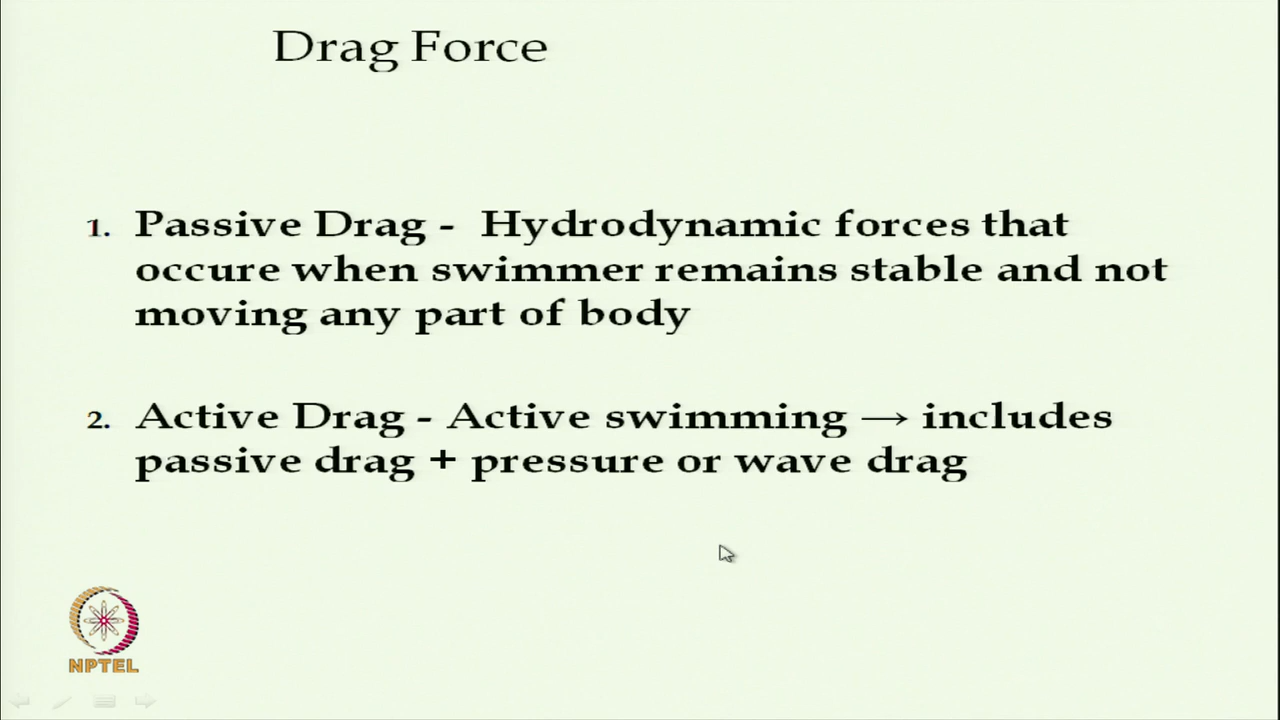 Drag Force
1. Passive Drag - Hydrodynamic forces that
occure when swimmer remains stable and not
moving any part of body
2. Active Drag - Active swimming → includes
passive drag + pressure or wave drag
NPTEL